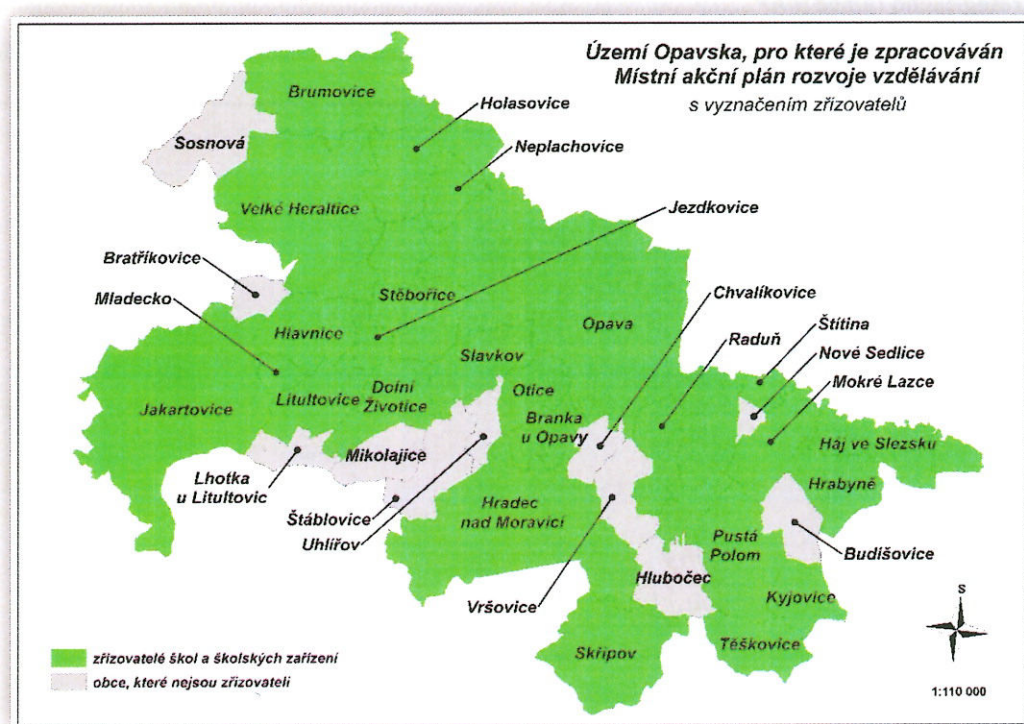 Území Opavska, pro které je zpracováván
Místní akční plán rozvoje vzdělávání
s vyznačením zřizovatelů
Brumovice
Holasovice
Sosnová
Neplachovice
Velké Heraltice
Jezdkovice
Bratříkovice
Mladecko
Stěbořice
Chvalíkovice
Hlavnice
Opava
Raduň
Štítina
Slavkov
Nové Sedlice
Mokré Lazce
Jakartovice
Litultovice
Dolní
Životice
Otice
Branka
u Opavy
Háj ve Slezsku
Mikolajice
Lhotka
u Litultovic
Hrabyně
Štáblovice
Hradec
nad Moravicí
Uhlířov
Pustá
Polom
Budišovice
Hlubočec
Vršovice
Kyjovice
Skřipov
Těškovice
S
zřizovatelé škol a školských zařízení
obce, které nejsou zřizovateli
1:110 000